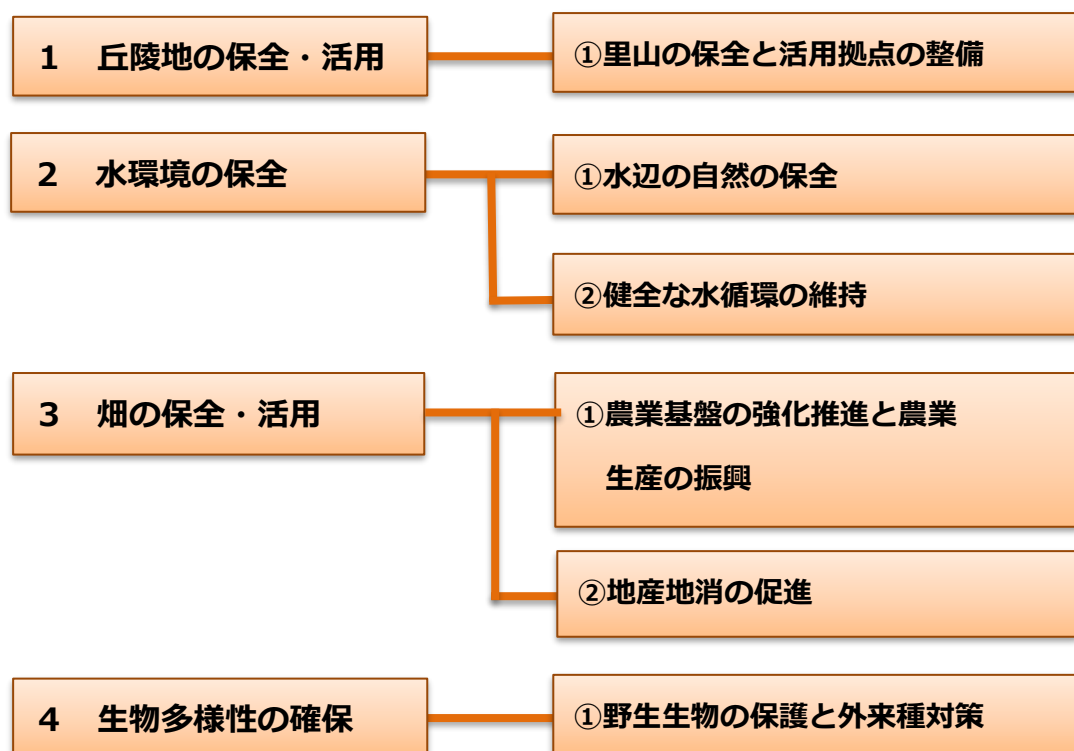 1 丘陵地の保全・活用
①里山の保全と活用拠点の整備
2 水環境の保全
①水辺の自然の保全
②健全な水循環の維持
3 畑の保全・活用
①農業基盤の強化推進と農業
生産の振興
②地産地消の促進
4 生物多様性の確保
①野生生物の保護と外来種対策